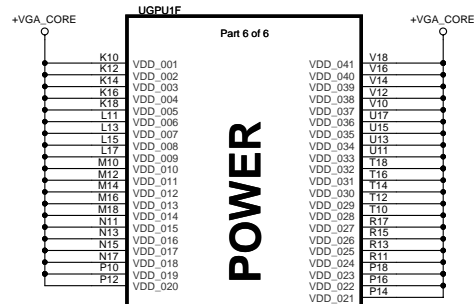 UGPU1F
+VGA_CORE
+VGA_CORE
Part 6 of 6
K10 VDD_001 VDD_041 V18
K12 VDD_002 VDD_040 V16
K14 VDD_003 VDD_039 V14
K16 VDD_004 VDD_038 V12
K18 VDD_005 VDD_037 V10
L11 VDD_006 VDD_036 U17
L13 VDD_007 VDD_035 U15
L15 VDD_008 VDD_034 U13
L17 VDD_009 VDD_033 U11
M10 VDD_010 VDD_032 T18
M12 VDD_011 VDD_031 T16
M14 VDD_012 VDD_030 T14
M16 VDD_013 VDD_029 T12
M18 VDD_014 VDD_028 T10
N11 VDD_015 VDD_027 R17
N13 VDD_016 VDD_026 R15
N15 VDD_017 VDD_025 R13
N17 VDD_018 VDD_024 R11
P10 VDD_019 VDD_023 P18
P12 VDD_020 VDD_022 P16
VDD_021 P14
POWER